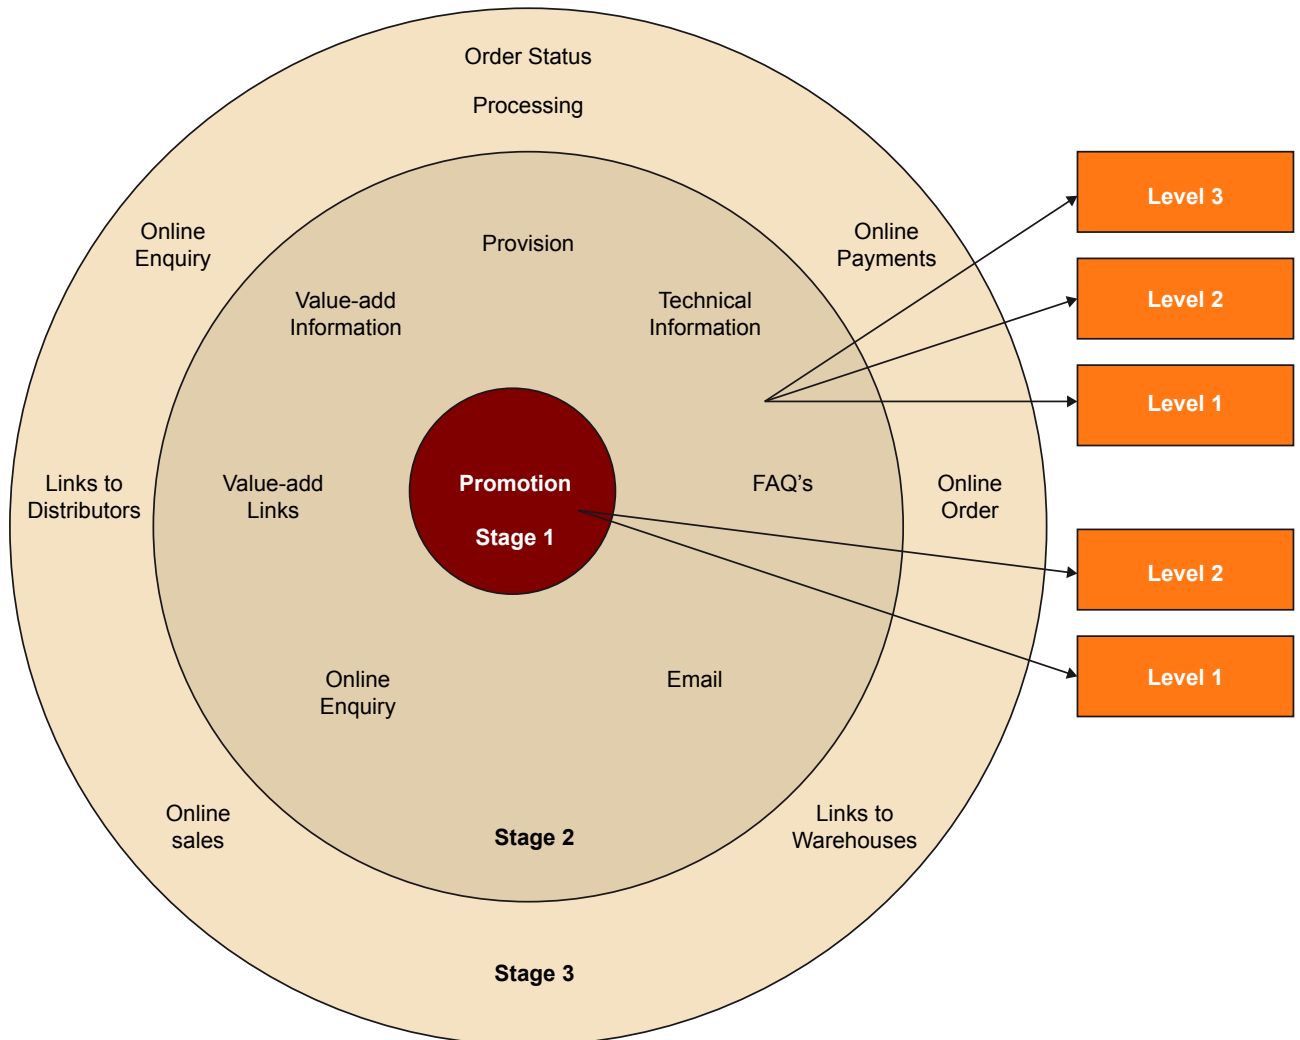 Order Status
Processing
Level 3
Online
Enquiry
Provision
Online
Payments
Value-add
Information
Technical
Information
Level 2
Level 1
Links to
Distributors
Value-add
Links
Promotion
Stage 1
FAQ's
Online
Order
Level 2
Online
Enquiry
Email
Level 1
Online
sales
Stage 2
Links to
Warehouses
Stage 3